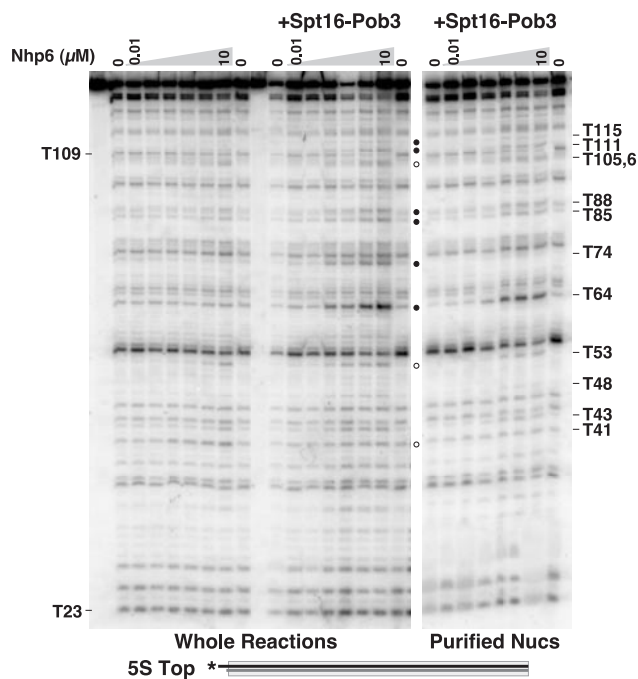 +Spt16-Pob3 +Spt16-Pob3
Nhp6 (µM) 0 0.01 10 0 0 0.01 10 0 0 0.01 10 0
T115
T111
T109
T105,6
T88
T85
T74
T64
T53
T48
T43
T41
T23
Whole Reactions Purified Nucs
5S Top *